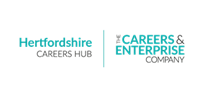 Hertfordshire
CAREERS HUB
THE CAREERS &
ENTERPRISE
COMPANY